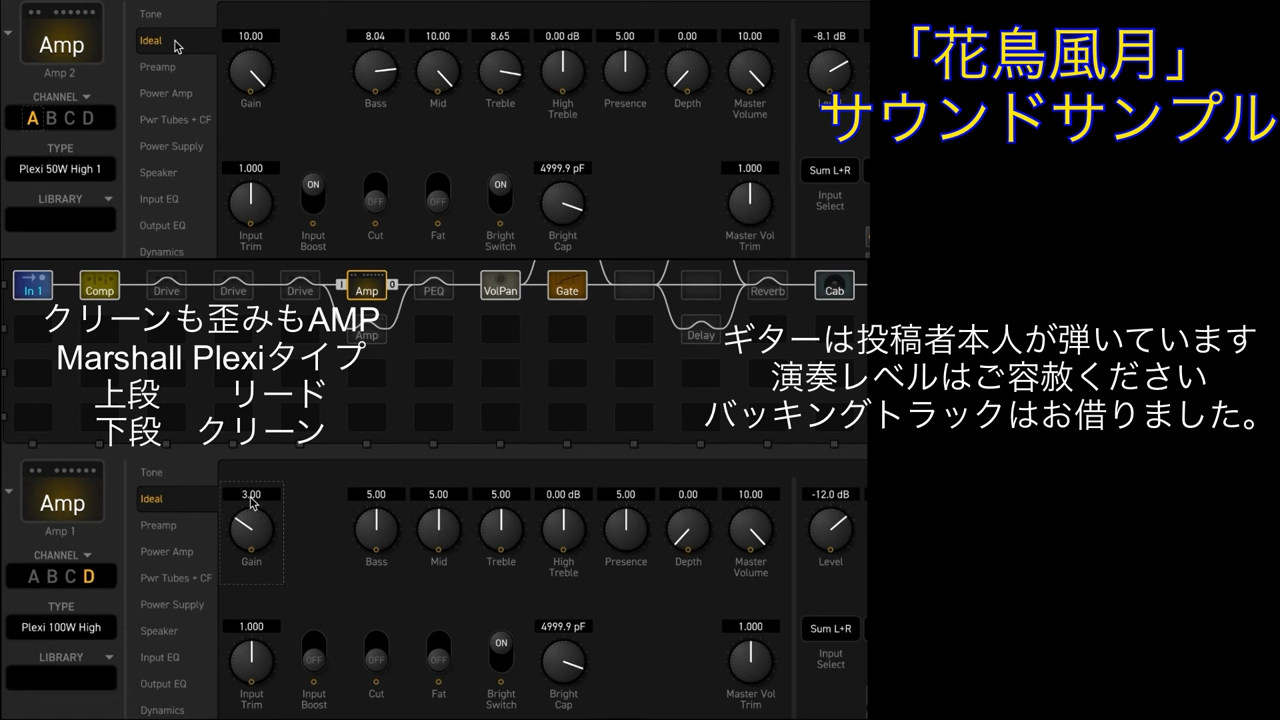 「花鳥風月」
サウンドサンプル
Amp
Amp 2
CHANNEL
A B C D
TYPE
Plexi 50W High 1
LIBRARY
Tone
Ideal
Preamp
Power Amp
Pwr Tubes + CF
Power Supply
Speaker
Input EQ
Output EQ
Dynamics
10.00 8.04 10.00 8.65 0.00 dB 5.00 0.00 10.00 -8.1 dB
Gain Bass Mid Treble High Treble Presence Depth Master Volume
1.000 ON OFF OFF ON 4999.9 pF 1.000 Sum L+R
Input Trim Input Boost Cut Fat Bright Switch Bright Cap Master Vol Trim Input Select
In 1 Comp Drive Drive Drive I Amp O PEQ VolPan Gate Reverb Cab
Amp Delay
クリーンも歪みもAMP
Marshall Plexiタイプ
上段 リード
下段 クリーン
ギターは投稿者本人が弾いています
演奏レベルはご容赦ください
バッキングトラックはお借りました。
Amp
Amp 1
CHANNEL
A B C D
TYPE
Plexi 100W High
LIBRARY
Tone
Ideal
Preamp
Power Amp
Pwr Tubes + CF
Power Supply
Speaker
Input EQ
Output EQ
Dynamics
3.00 5.00 5.00 5.00 0.00 dB 5.00 0.00 10.00 -12.0 dB
Gain Bass Mid Treble High Treble Presence Depth Master Volume Level
1.000 OFF OFF OFF ON 4999.9 pF 1.000 Sum L+R
Input Trim Input Boost Cut Fat Bright Switch Bright Cap Master Vol Trim Input Select